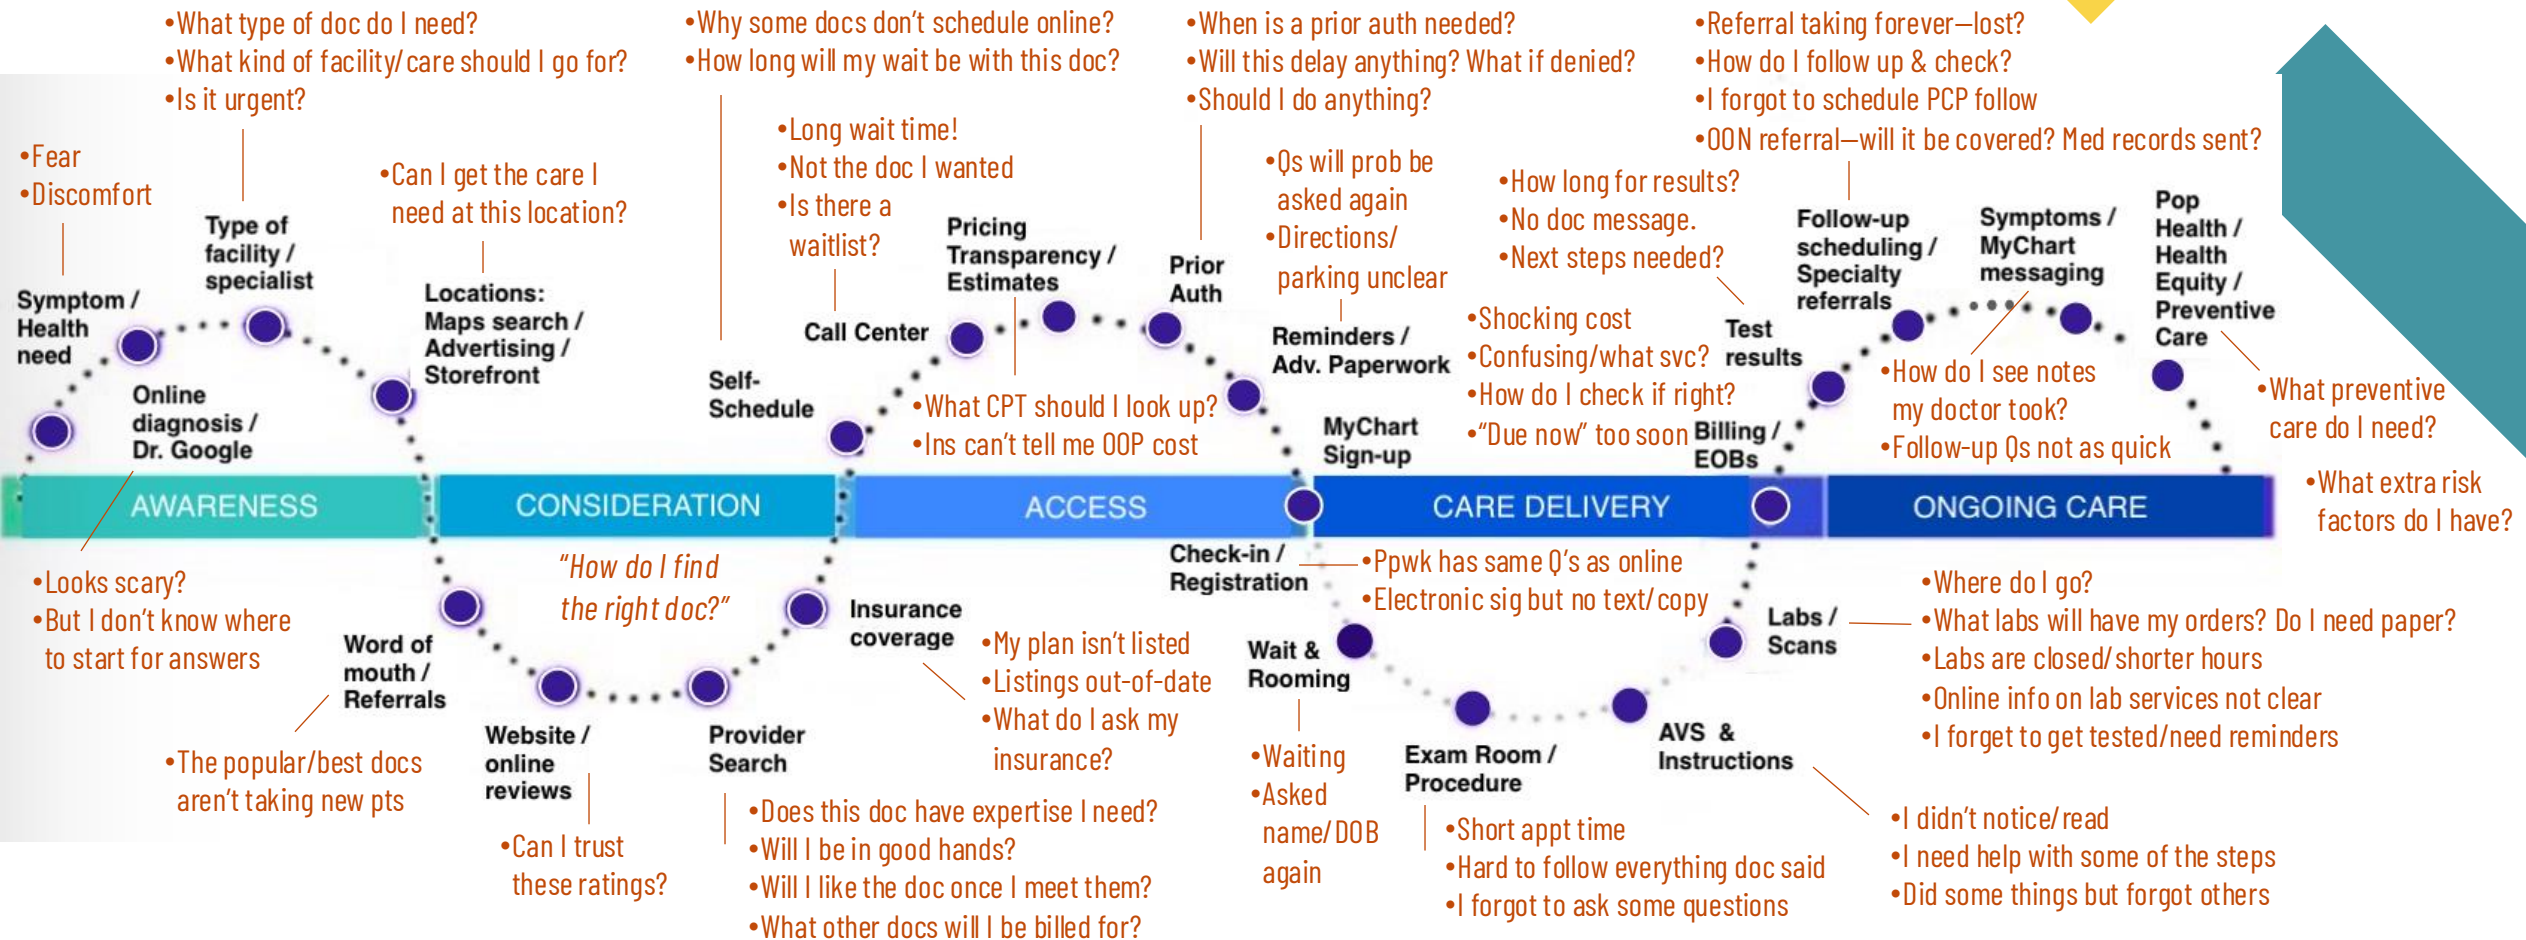 •What type of doc do I need?
•What kind of facility/care should I go for?
•Is it urgent?
•Why some docs don't schedule online?
•How long will my wait be with this doc?
•When is a prior auth needed?
•Will this delay anything? What if denied?
•Should I do anything?
•Referral taking forever—lost?
•How do I follow up & check?
•I forgot to schedule PCP follow
•OON referral—will it be covered? Med records sent?
•Fear
•Discomfort
•Can I get the care I
need at this location?
•Long wait time!
•Not the doc I wanted
•Is there a
waitlist?
•Qs will prob be
asked again
•Directions/
parking unclear
•How long for results?
•No doc message.
•Next steps needed?
Symptom /
Health
need
Type of
facility /
specialist
Online
diagnosis /
Dr. Google
Locations:
Maps search /
Advertising /
Storefront
Self-
Schedule
Call Center
Pricing
Transparency /
Estimates
Prior
Auth
•What CPT should I look up?
•Ins can't tell me OOP cost
Reminders /
Adv. Paperwork
MyChart
Sign-up
•Shocking cost
•Confusing/what svc?
•How do I check if right?
•“Due now” too soon
Billing /
EOBs
Test
results
Follow-up
scheduling /
Specialty
referrals
Symptoms /
MyChart
messaging
•How do I see notes
my doctor took?
•Follow-up Qs not as quick
Pop
Health /
Health
Equity /
Preventive
Care
•What preventive
care do I need?
•What extra risk
factors do I have?
AWARENESS
CONSIDERATION
ACCESS
CARE DELIVERY
ONGOING CARE
•Looks scary?
•But I don't know where
to start for answers
“How do I find
the right doc?”
Word of
mouth /
Referrals
•The popular/best docs
aren't taking new pts
Website /
online
reviews
•Can I trust
these ratings?
Provider
Search
•Does this doc have expertise I need?
•Will I be in good hands?
•Will I like the doc once I meet them?
•What other docs will I be billed for?
Insurance
coverage
•My plan isn't listed
•Listings out-of-date
•What do I ask my
insurance?
Check-in /
Registration
•Ppwk has same Q's as online
•Electronic sig but no text/copy
Wait &
Rooming
•Waiting
•Asked
name/DOB
again
Exam Room /
Procedure
•Short appt time
•Hard to follow everything doc said
•I forgot to ask some questions
AVS &
Instructions
•I didn't notice/read
•I need help with some of the steps
•Did some things but forgot others
Labs /
Scans
•Where do I go?
•What labs will have my orders? Do I need paper?
•Labs are closed/shorter hours
•Online info on lab services not clear
•I forget to get tested/need reminders